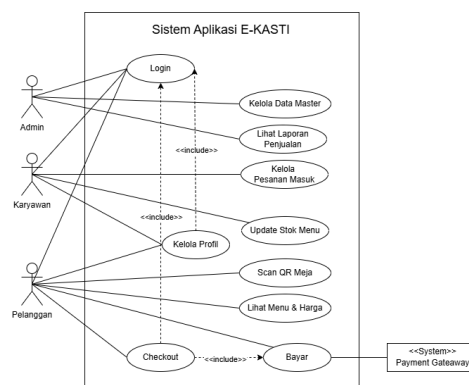 Sistem Aplikasi E-KASTI
Login
Admin
Kelola Data Master
Lihat Laporan
Penjualan
<<include>>
Kelola
Pesanan Masuk
Karyawan
<<include>>
Update Stok Menu
Kelola Profil
Scan QR Meja
Pelanggan
Lihat Menu & Harga
Checkout
<<include>>
Bayar
<<System>>
Payment Gateaway